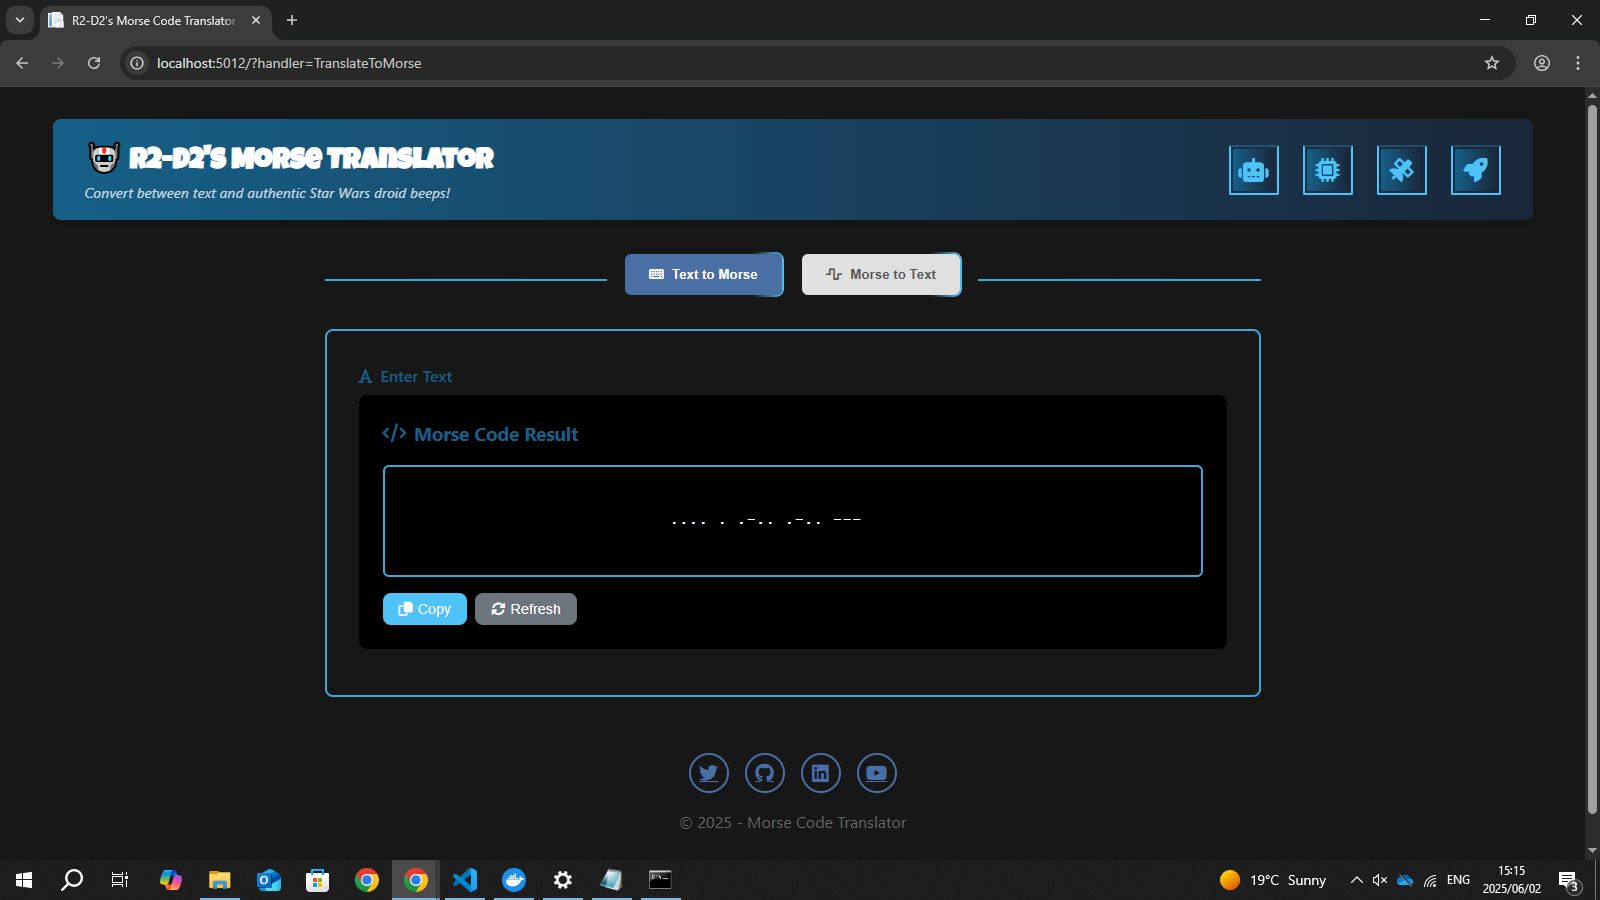 R2-D2's Morse Code Translator
localhost:5012/?handler=TranslateToMorse
R2-D2's Morse Translator
Convert between text and authentic Star Wars droid beeps!
Text to Morse
Morse to Text
Enter Text
</> Morse Code Result
.... . .-.. .-.. ---
Copy
Refresh
© 2025 - Morse Code Translator
19°C Sunny
ENG
15:15
2025/06/02
3